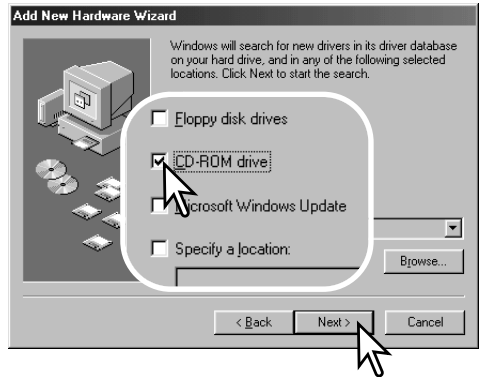 Add New Hardware Wizard
Windows will search for new drivers in its driver database
on your hard drive, and in any of the following selected
locations. Click Next to start the search.
Floppy disk drives
CD-ROM drive
Microsoft Windows Update
Specify a location:
Browse...
< Back
Next >
Cancel